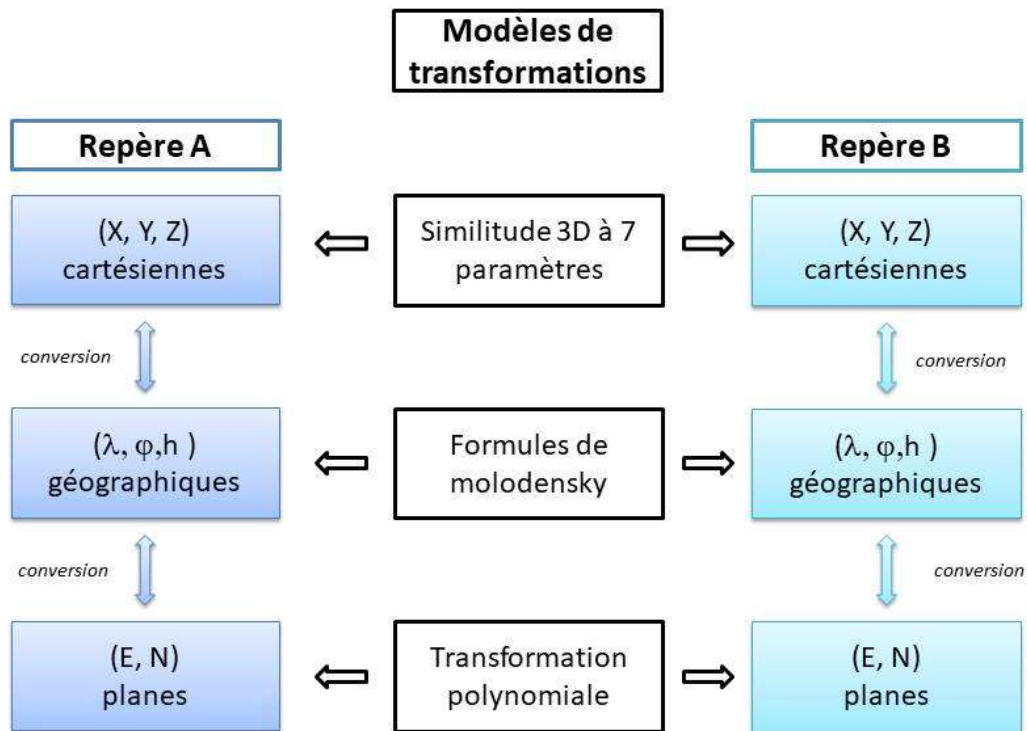 Modèles de
transformations
Repère A
Repère B
(X, Y, Z)
cartésiennes
Similitude 3D à 7
paramètres
(X, Y, Z)
cartésiennes
conversion
conversion
(λ, φ,h )
géographiques
Formules de
molodensky
(λ, φ,h )
géographiques
conversion
conversion
(E, N)
planes
Transformation
polynomiale
(E, N)
planes